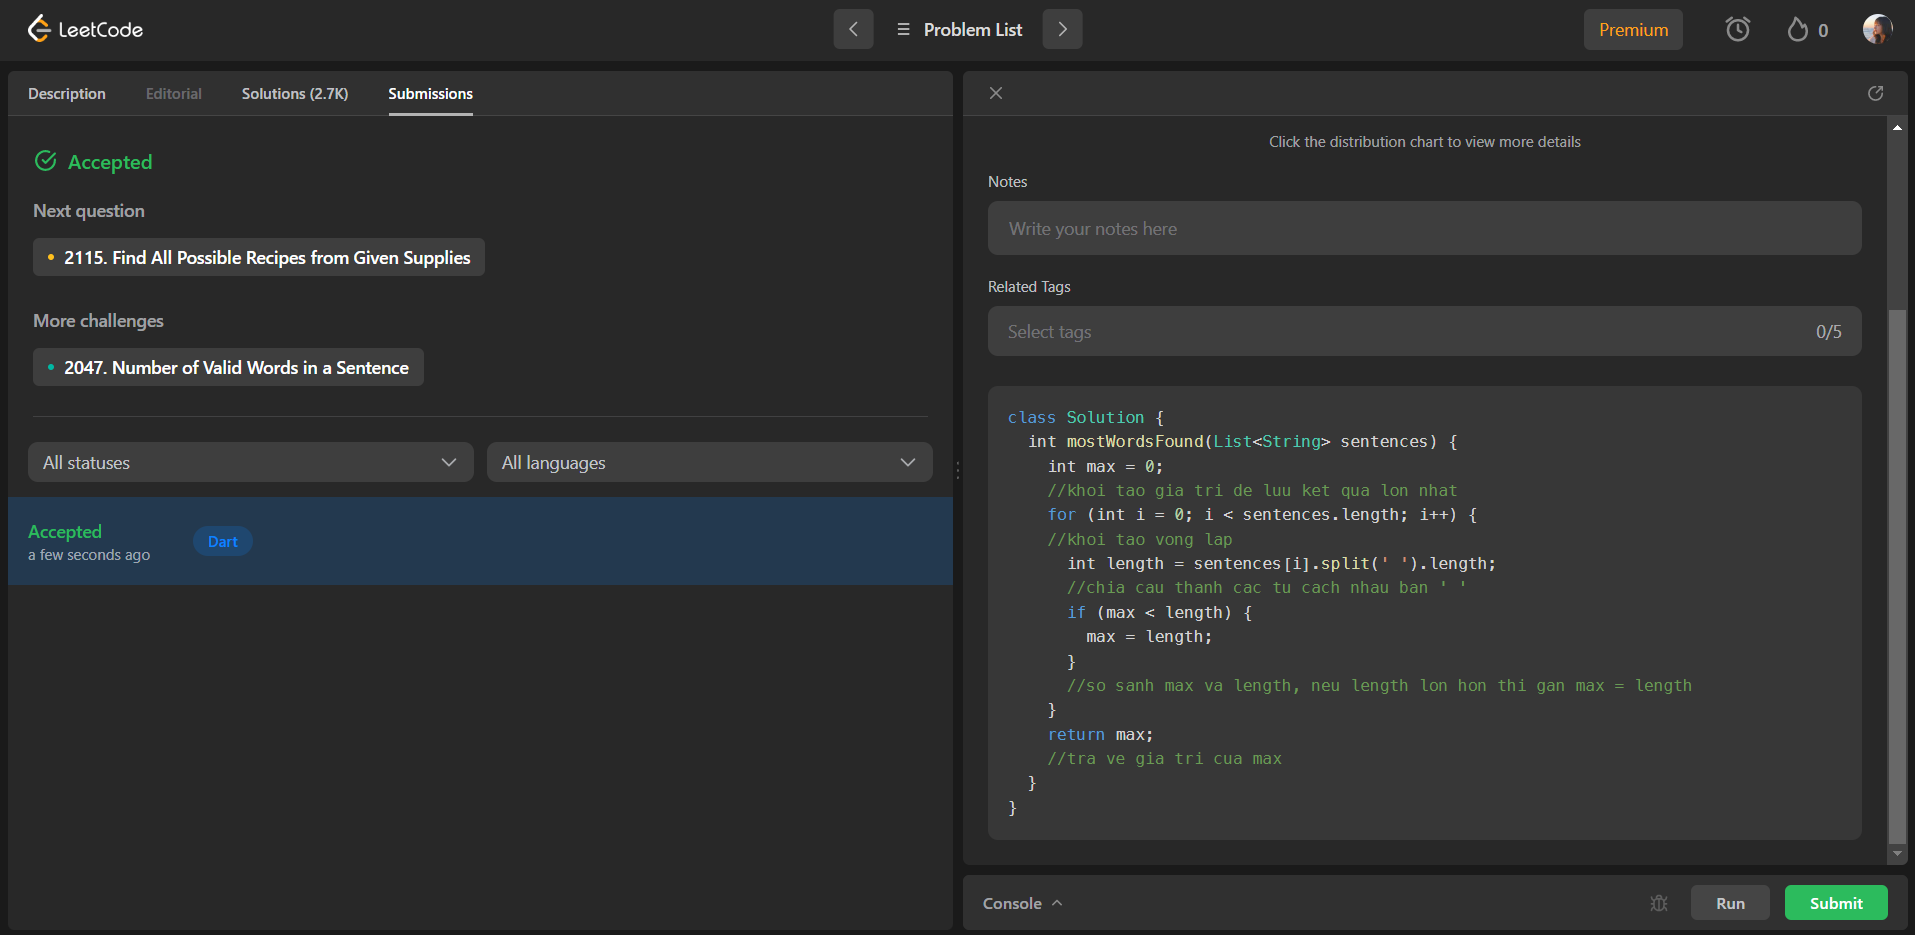 LeetCode
Problem List
Premium
0
Description Editorial Solutions (2.7K) Submissions
Accepted
Next question
2115. Find All Possible Recipes from Given Supplies
More challenges
2047. Number of Valid Words in a Sentence
All statuses
All languages
Accepted
a few seconds ago
Dart
Click the distribution chart to view more details
Notes
Write your notes here
Related Tags
Select tags 0/5
class Solution {
  int mostWordsFound(List<String> sentences) {
    int max = 0;
    //khoi tao gia tri de luu ket qua lon nhat
    for (int i = 0; i < sentences.length; i++) {
    //khoi tao vong lap
      int length = sentences[i].split(' ').length;
      //chia cau thanh cac tu cach nhau ban ' '
      if (max < length) {
        max = length;
      }
      //so sanh max va length, neu length lon hon thi gan max = length
    }
    return max;
    //tra ve gia tri cua max
  }
}
Console
Run
Submit